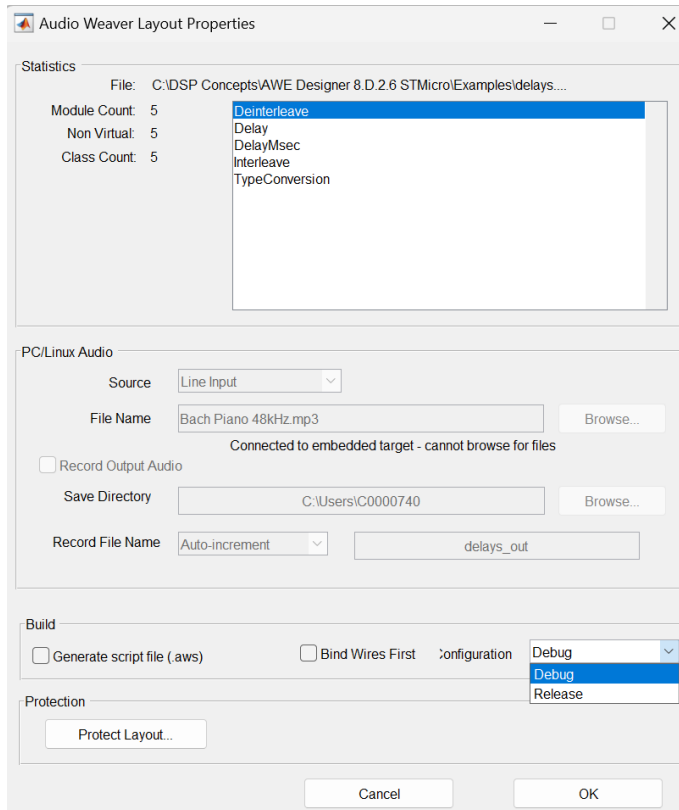 Audio Weaver Layout Properties
Statistics
File: C:\DSP Concepts\AWE Designer 8.D.2.6 STMicro\Examples\delays....
Module Count: 5
Non Virtual: 5
Class Count: 5
Deinterleave
Delay
DelayMsec
Interleave
TypeConversion
PC/Linux Audio
Source Line Input
File Name Bach Piano 48kHz.mp3 Browse...
Connected to embedded target - cannot browse for files
Record Output Audio
Save Directory C:\Users\C0000740 Browse...
Record File Name Auto-increment delays_out
Build
Generate script file (.aws) Bind Wires First onfiguration Debug
Debug
Release
Protection
Protect Layout...
Cancel OK